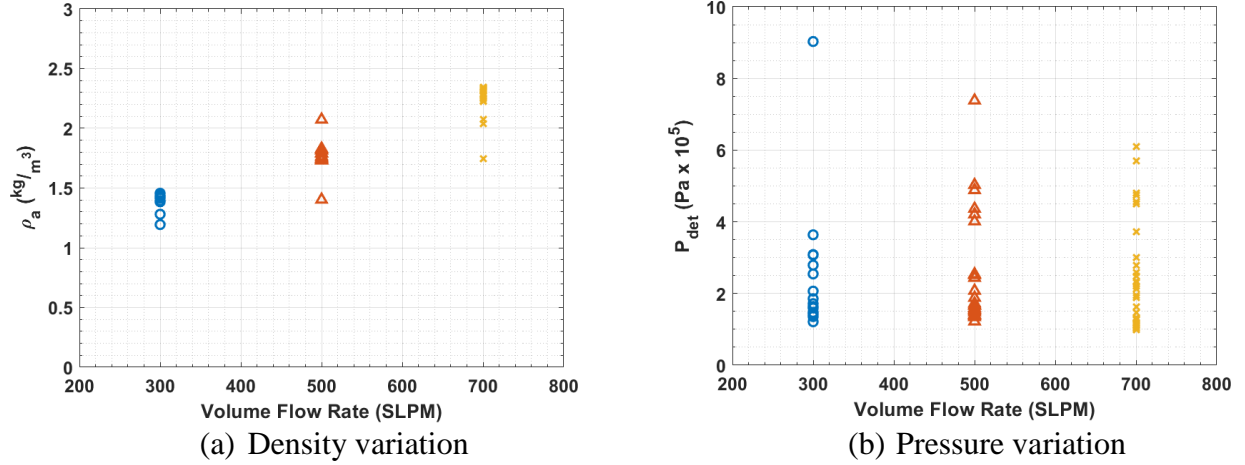 3
2.5
2
1.5
1
0.5
0
ρa (kg/m3)
200 300 400 500 600 700 800
Volume Flow Rate (SLPM)
(a) Density variation
10
8
6
4
2
0
Pdet (Pa x 10^5)
200 300 400 500 600 700 800
Volume Flow Rate (SLPM)
(b) Pressure variation